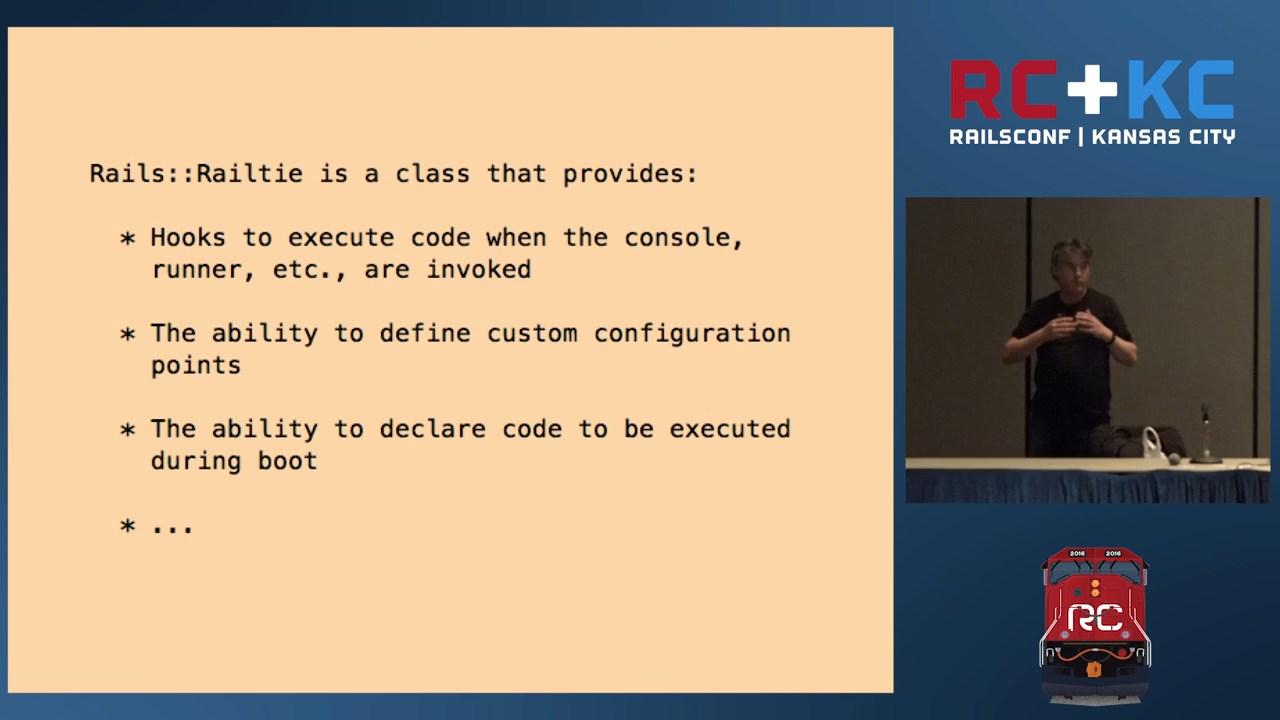 Rails::Railtie is a class that provides:
* Hooks to execute code when the console,
runner, etc., are invoked
* The ability to define custom configuration
points
* The ability to declare code to be executed
during boot
* ...
RC+KC
RAILSCONF | KANSAS CITY
2016 2016
RC